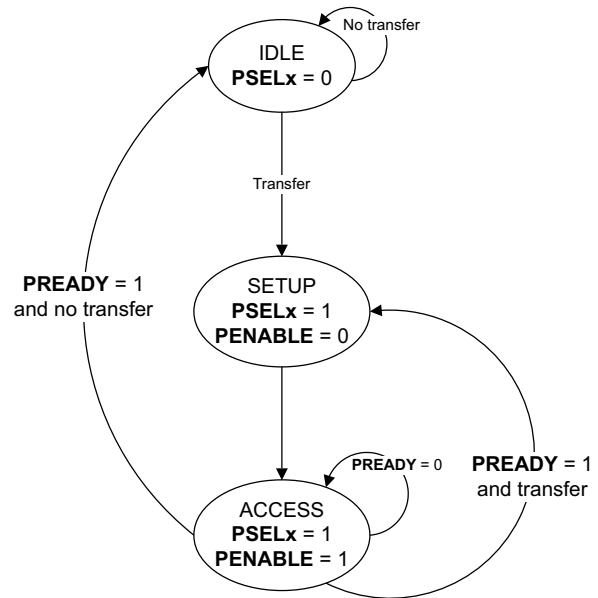 No transfer
IDLE
PSELx = 0
Transfer
SETUP
PSELx = 1
PENABLE = 0
PREADY = 1
and no transfer
PREADY = 0
PREADY = 1
and transfer
ACCESS
PSELx = 1
PENABLE = 1